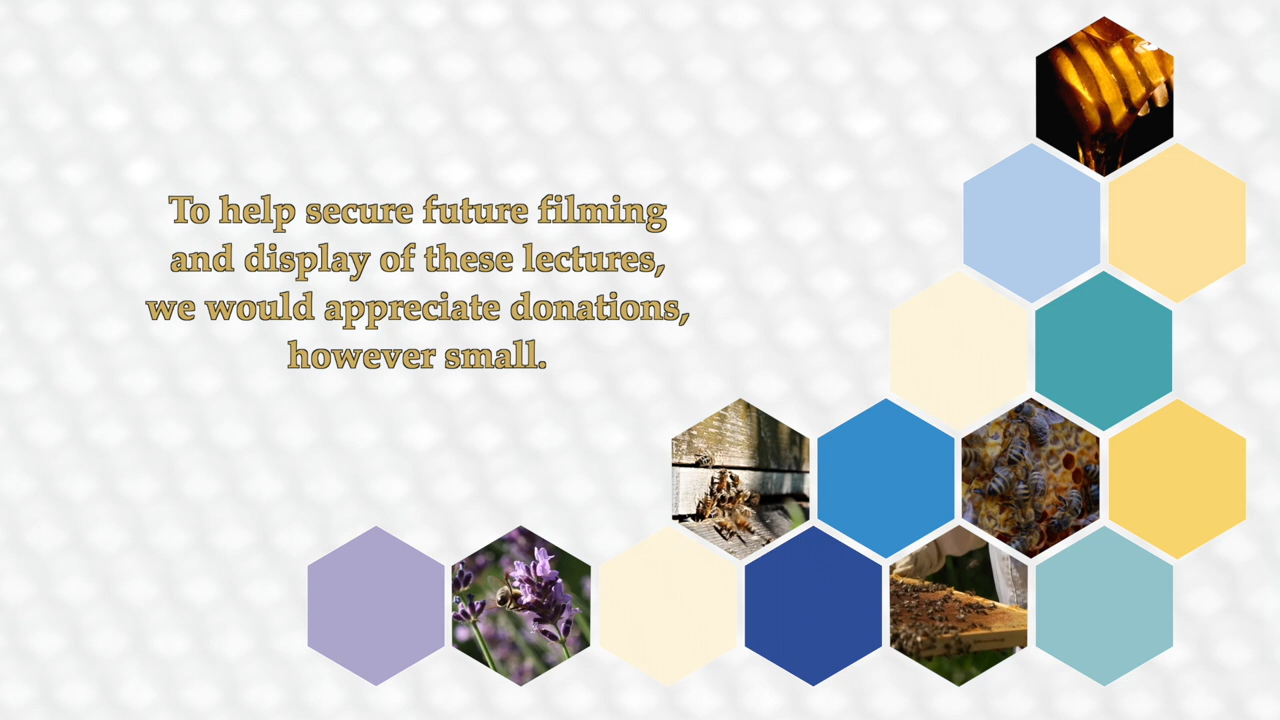 To help secure future filming
and display of these lectures,
we would appreciate donations,
however small.